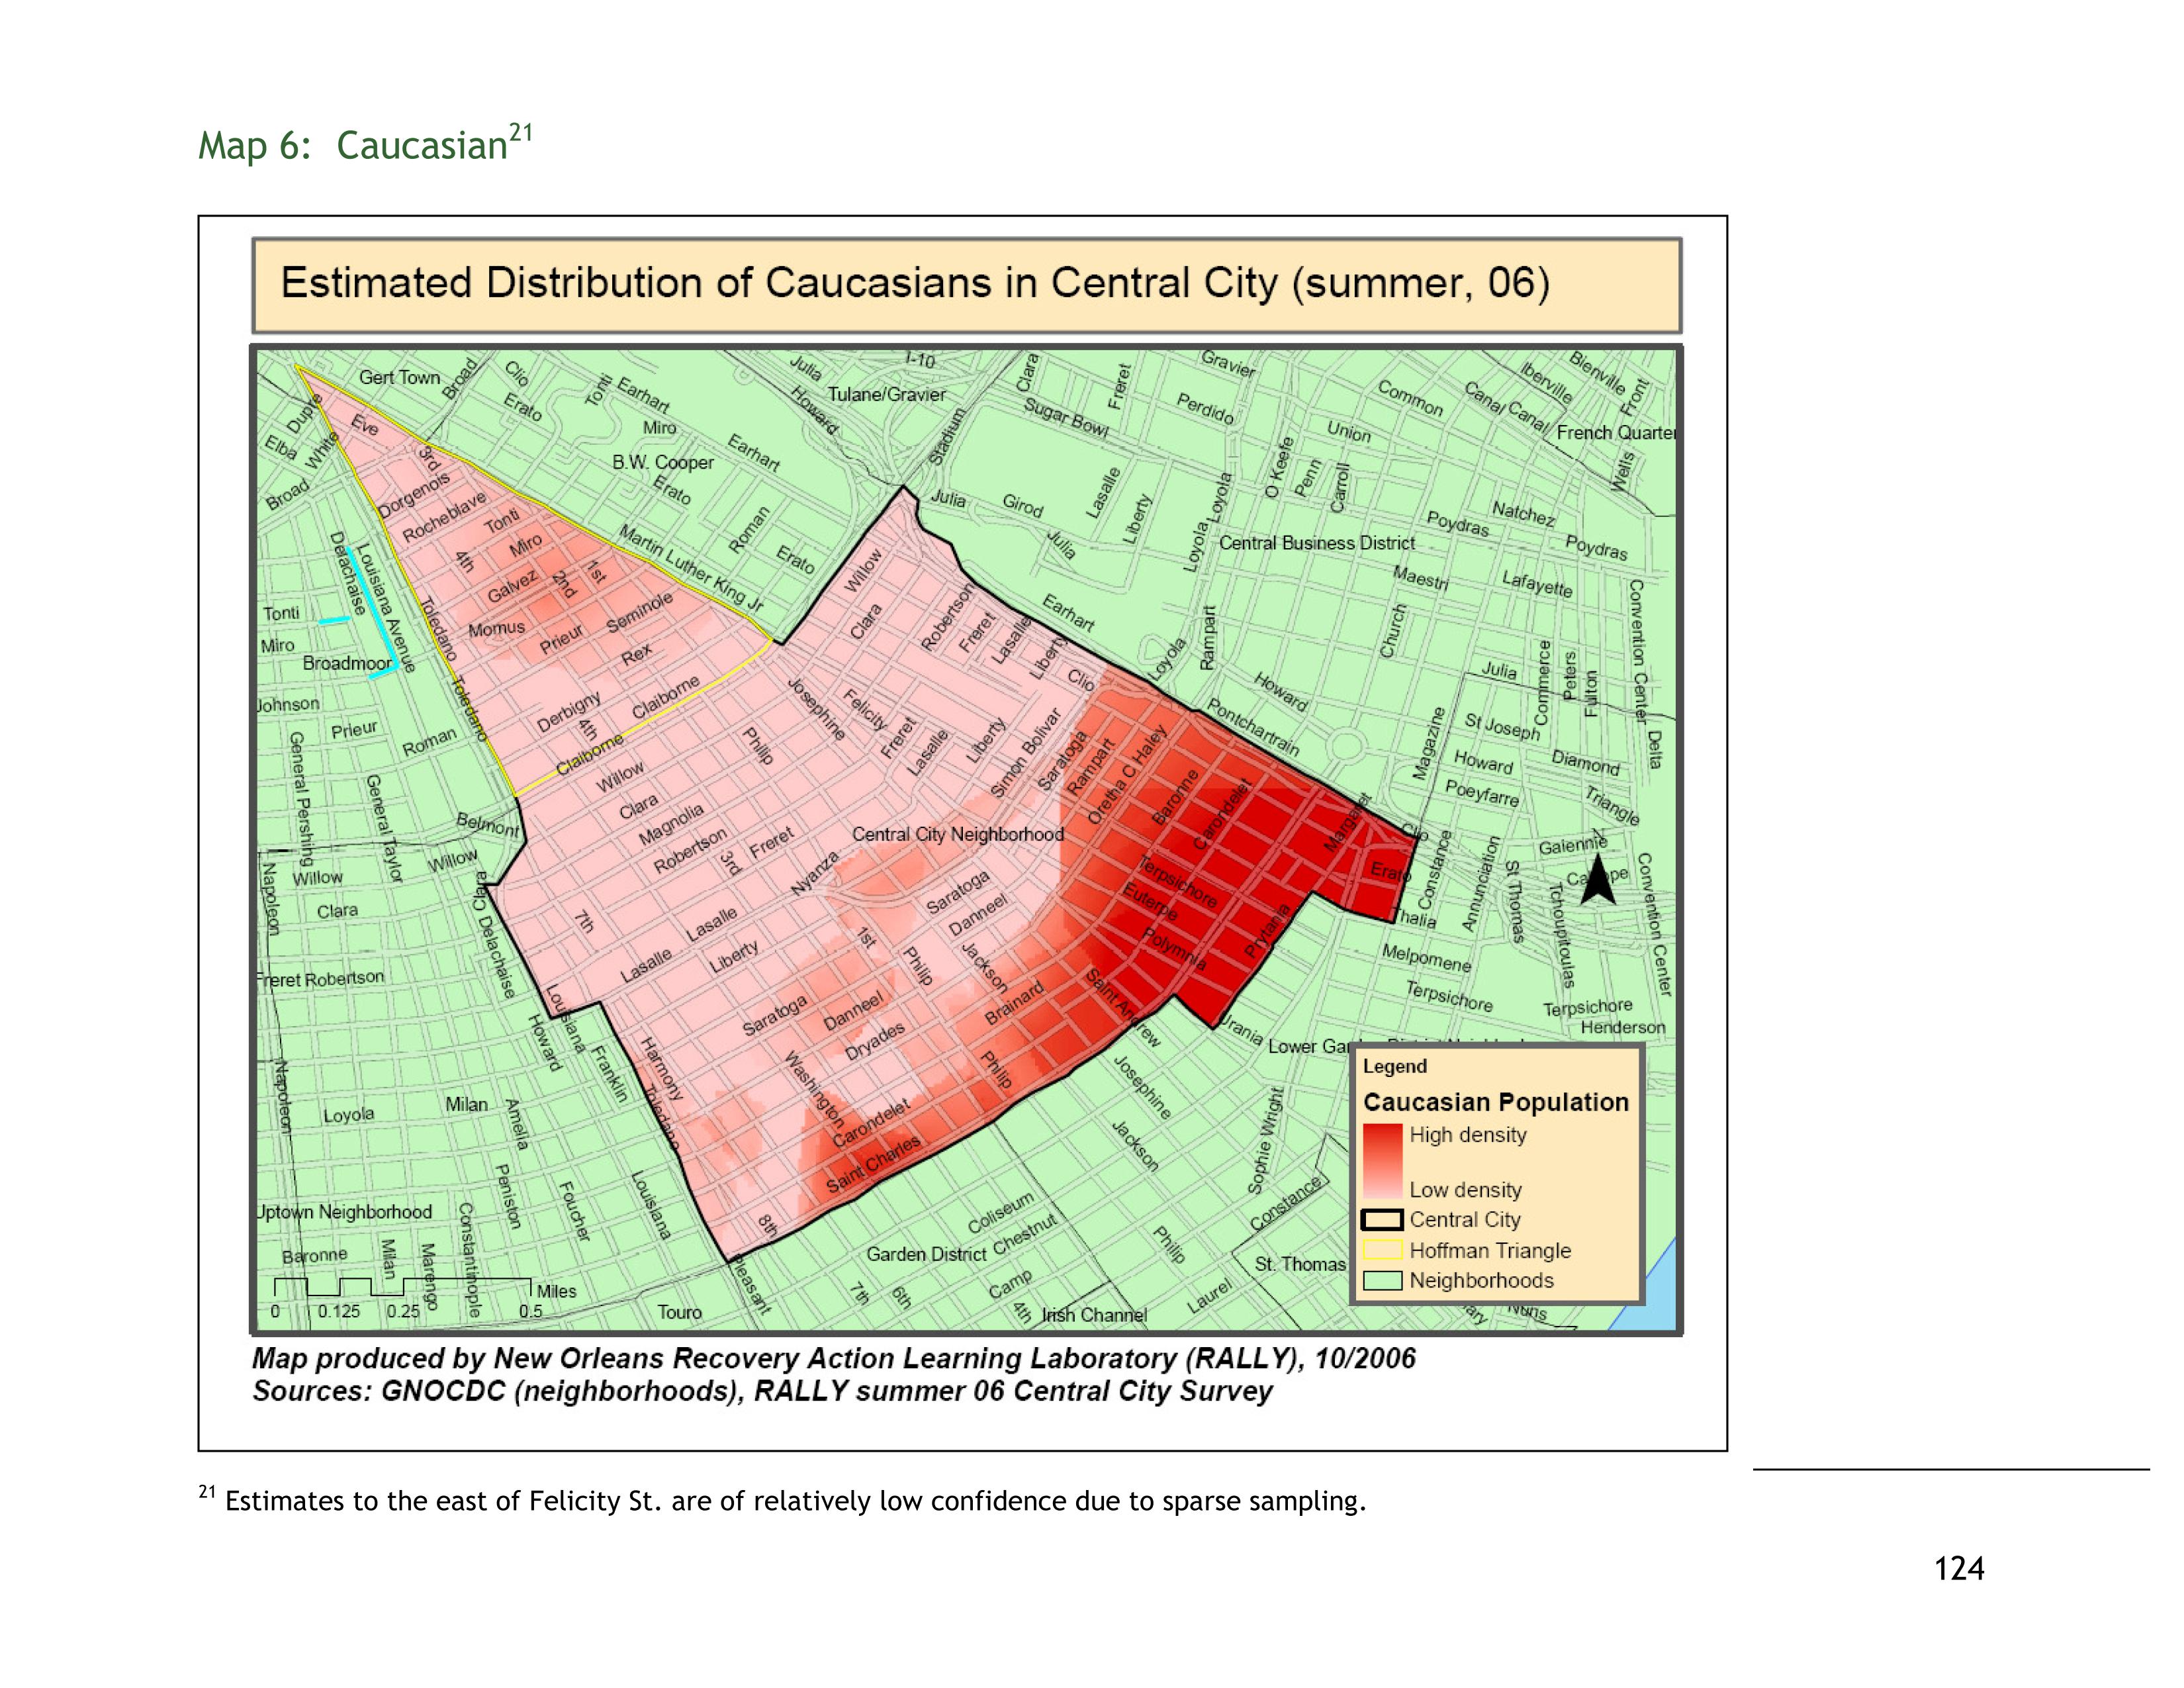 Map 6:  Caucasian21
Estimated Distribution of Caucasians in Central City (summer, 06)
Gert Town
Broad
Clio
Erato
Tonti
Earhart
Miro
Earhart
B.W. Cooper
Erato
Julia
Howard
I-10
Tulane/Gravier
Stadium
Clara
Sugar Bowl
Freret
Gravier
Perdido
Union
Common
Canal
Canal
Iberville
Bienville
Front
French Quarter
Wells
Dupre
Eve
Elba
White
Broad
3rd
Dorgenois
Rocheblave
Tonti
Miro
4th
Galvez
2nd
1st
Momus
Prieur
Seminole
Rex
Martin Luther King Jr
Roman
Erato
Julia
Girod
Julia
Lasalle
Liberty
Loyola
Loyola
O Keefe
Penn
Carroll
Central Business District
Poydras
Natchez
Poydras
Maestri
Lafayette
Convention Center
Delachaise
Louisiana Avenue
Toledano
Toledano
Tonti
Miro
Broadmoor
Johnson
Prieur
Roman
General Pershing
General Taylor
Derbigny
4th
Claiborne
Claiborne
Willow
Clara
Robertson
Freret
Lasalle
Liberty
Clio
Earhart
Loyola
Rampart
Howard
Pontchartrain
Church
Julia
Commerce
Peters
Fulton
St Joseph
Magazine
Howard
Diamond
Delta
Poeyfarre
Triangle
Josephine
Felicity
Freret
Lasalle
Liberty
Simon Bolivar
Saratoga
Rampart
Oretha C Haley
Baronne
Carondelet
Margaret
Clio
Erato
Constance
Annunciation
St Thomas
Gaiennie
N
Tchoupitoulas
Convention Center
Philip
Willow
Clara
Magnolia
Robertson
3rd
Freret
Nyanza
Central City Neighborhood
Belmont
Willow
Clara
Delachaise
Napoleon
Willow
Clara
7th
Lasalle
Lasalle
Liberty
Saratoga
Danneel
1st
Philip
Jackson
Brainard
Terpsichore
Euterpe
Polymnia
Prytania
Saint Andrew
Thalia
Melpomene
Terpsichore
Terpsichore
Henderson
Freret Robertson
Louisiana
Howard
Franklin
Harmony
Toledano
Saratoga
Danneel
Dryades
Washington
Carondelet
Saint Charles
Philip
Urania
Josephine
Jackson
Sophie Wright
Constance
Napoleon
Loyola
Milan
Amelia
Peniston
Foucher
Louisiana
8th
Uptown Neighborhood
Baronne
Milan
Marengo
Constantinople
Pleasant
Touro
Garden District
Coliseum
Chestnut
7th
6th
Camp
4th
Irish Channel
Laurel
Philip
St. Thomas
Miles
0 0.125 0.25 0.5
Legend
Caucasian Population
High density
Low density
Central City
Hoffman Triangle
Neighborhoods
Map produced by New Orleans Recovery Action Learning Laboratory (RALLY), 10/2006
Sources: GNOCDC (neighborhoods), RALLY summer 06 Central City Survey
21 Estimates to the east of Felicity St. are of relatively low confidence due to sparse sampling.
124